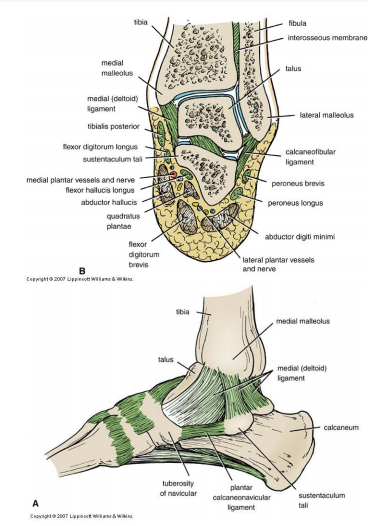 tibia
fibula
interosseous membrane
medial
malleolus
talus
medial (deltoid)
ligament
lateral malleolus
tibialis posterior
flexor digitorum longus
calcaneofibular
ligament
sustentaculum tali
medial plantar vessels and nerve
peroneus brevis
flexor hallucis longus
abductor hallucis
peroneus longus
quadratus
plantae
abductor digiti minimi
flexor
digitorum
brevis
lateral plantar vessels
and nerve
B
Copyright © 2007 Lippincott Williams & Wilkins.
tibia
medial malleolus
talus
medial (deltoid)
ligament
calcaneum
tuberosity
of navicular
plantar
calcaneonavicular
ligament
sustentaculum
tali
A
Copyright © 2007 Lippincott Williams & Wilkins.